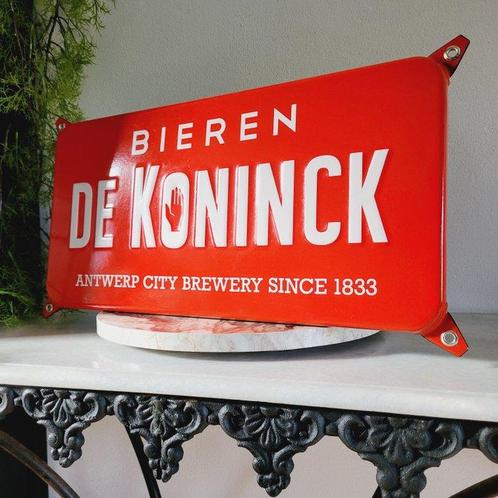 BIEREN
DE KONINCK
ANTWERP CITY BREWERY SINCE 1833